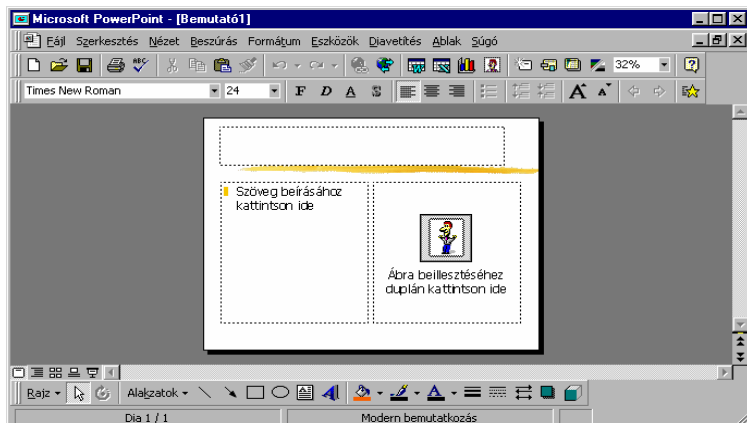 Microsoft PowerPoint - [Bemutató1]
Fájl Szerkesztés Nézet Beszúrás Formátum Eszközök Diavetítés Ablak Súgó
32%
Times New Roman 24 F D A S A A
Szöveg beírásához
kattintson ide
Ábra beillesztéséhez
duplán kattintson ide
Rajz Alakzatok A A
Dia 1 / 1 Modern bemutatkozás